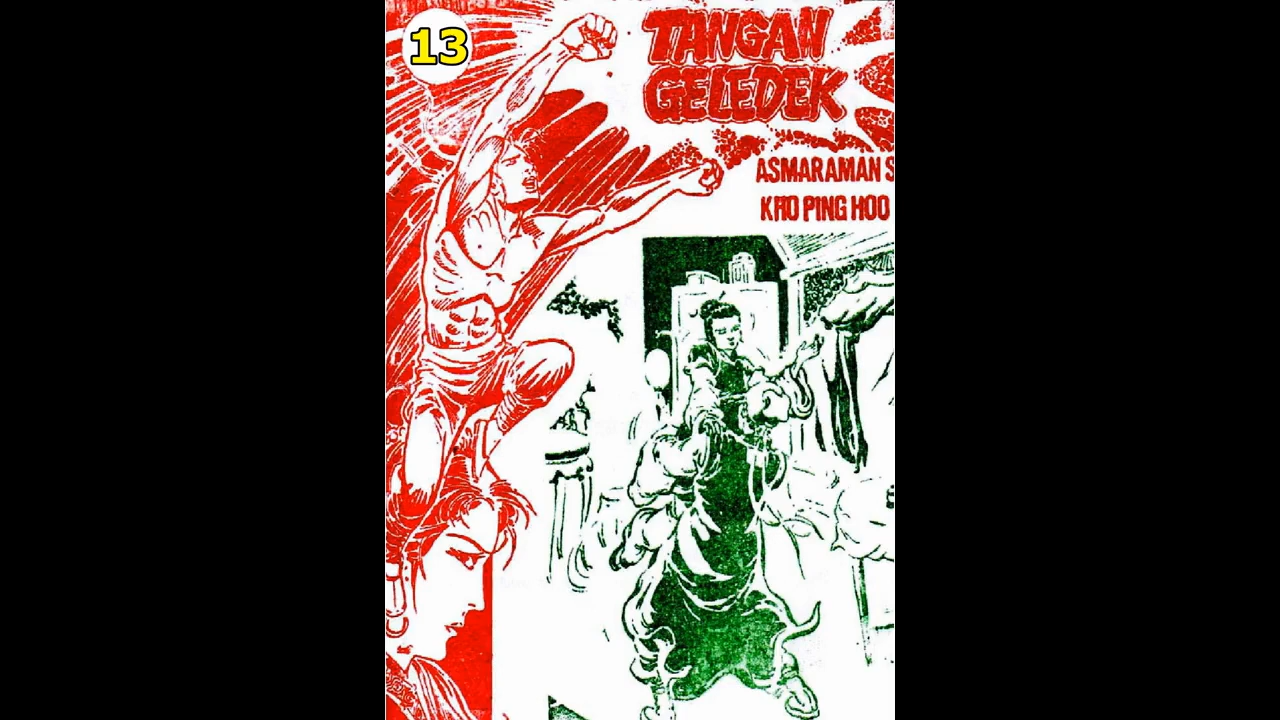 13
TANGAN
GELEDEK
ASMARAMAN S
KHO PING HOO